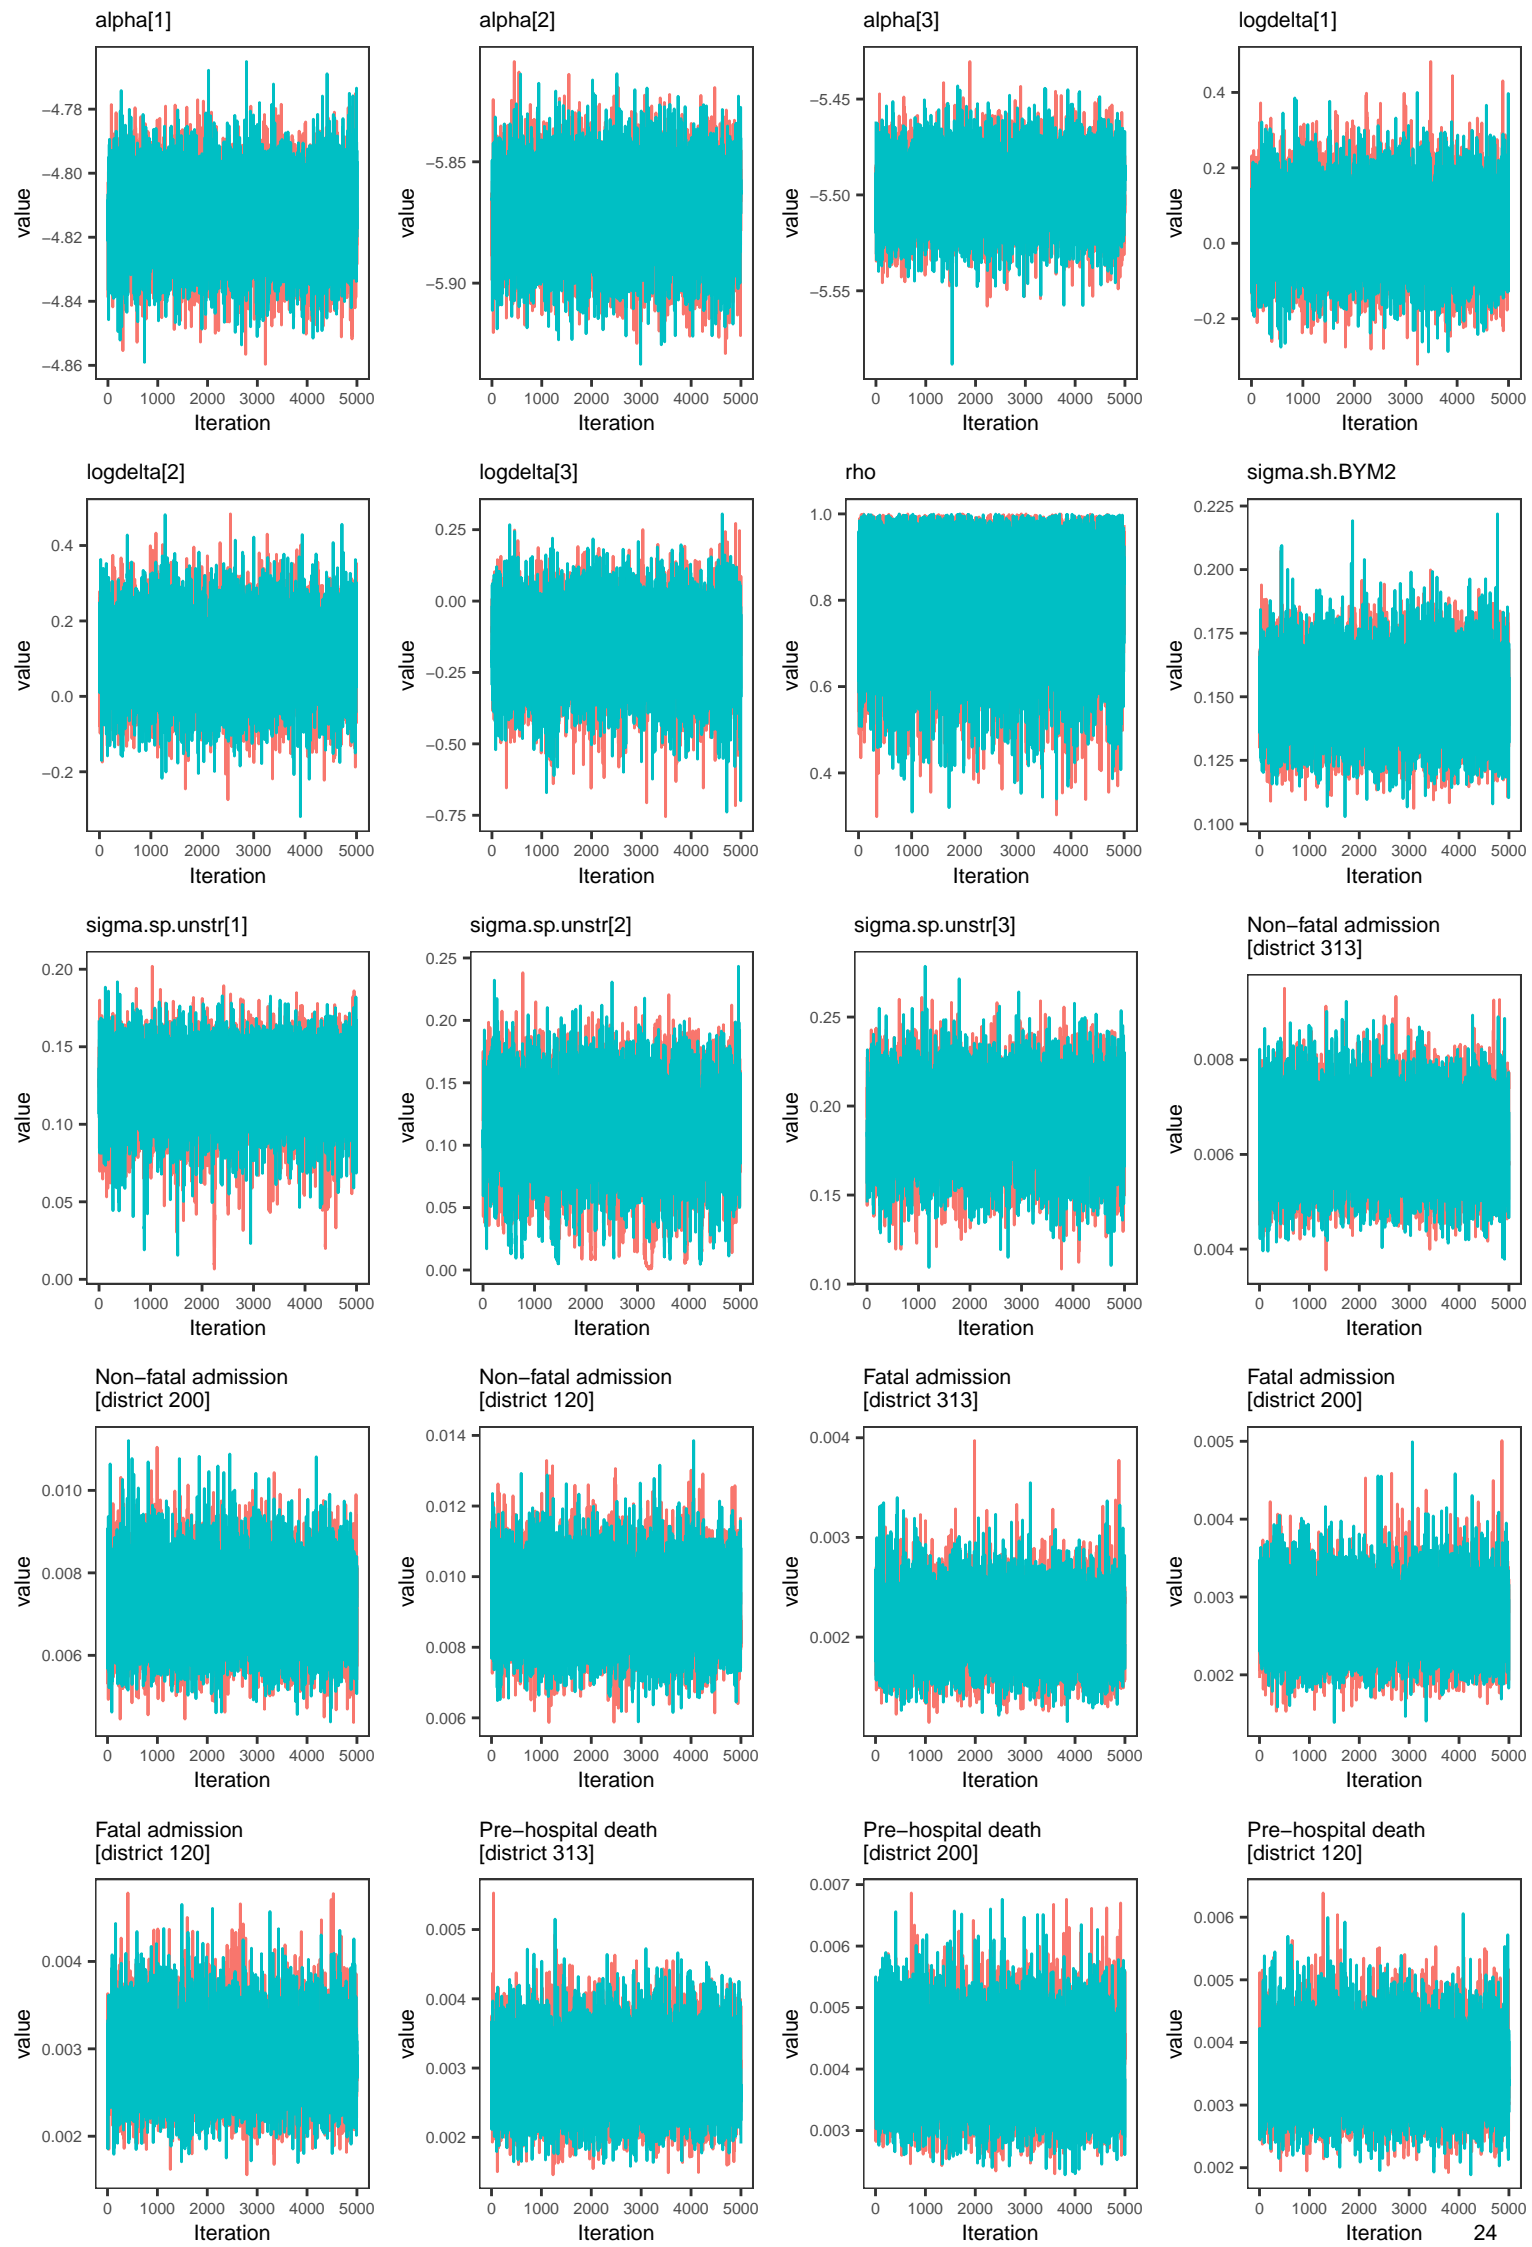 alpha[1]
alpha[2]
alpha[3]
logdelta[1]
value
−4.78
−4.80
−4.82
−4.84
−4.86
0 1000 2000 3000 4000 5000
Iteration
value
−5.85
−5.90
0 1000 2000 3000 4000 5000
Iteration
value
−5.45
−5.50
−5.55
0 1000 2000 3000 4000 5000
Iteration
value
0.4
0.2
0.0
−0.2
0 1000 2000 3000 4000 5000
Iteration
logdelta[2]
logdelta[3]
rho
sigma.sh.BYM2
value
0.4
0.2
0.0
−0.2
0 1000 2000 3000 4000 5000
Iteration
value
0.25
0.00
−0.25
−0.50
−0.75
0 1000 2000 3000 4000 5000
Iteration
value
1.0
0.8
0.6
0.4
0 1000 2000 3000 4000 5000
Iteration
value
0.225
0.200
0.175
0.150
0.125
0.100
0 1000 2000 3000 4000 5000
Iteration
sigma.sp.unstr[1]
sigma.sp.unstr[2]
sigma.sp.unstr[3]
Non−fatal admission
[district 313]
value
0.20
0.15
0.10
0.05
0.00
0 1000 2000 3000 4000 5000
Iteration
value
0.25
0.20
0.15
0.10
0.05
0.00
0 1000 2000 3000 4000 5000
Iteration
value
0.25
0.20
0.15
0.10
0 1000 2000 3000 4000 5000
Iteration
value
0.008
0.006
0.004
0 1000 2000 3000 4000 5000
Iteration
Non−fatal admission
[district 200]
Non−fatal admission
[district 120]
Fatal admission
[district 313]
Fatal admission
[district 200]
value
0.010
0.008
0.006
0 1000 2000 3000 4000 5000
Iteration
value
0.014
0.012
0.010
0.008
0.006
0 1000 2000 3000 4000 5000
Iteration
value
0.004
0.003
0.002
0 1000 2000 3000 4000 5000
Iteration
value
0.005
0.004
0.003
0.002
0 1000 2000 3000 4000 5000
Iteration
Fatal admission
[district 120]
Pre−hospital death
[district 313]
Pre−hospital death
[district 200]
Pre−hospital death
[district 120]
value
0.004
0.003
0.002
0 1000 2000 3000 4000 5000
Iteration
value
0.005
0.004
0.003
0.002
0 1000 2000 3000 4000 5000
Iteration
value
0.007
0.006
0.005
0.004
0.003
0 1000 2000 3000 4000 5000
Iteration
value
0.006
0.005
0.004
0.003
0.002
0 1000 2000 3000 4000 5000
Iteration
24